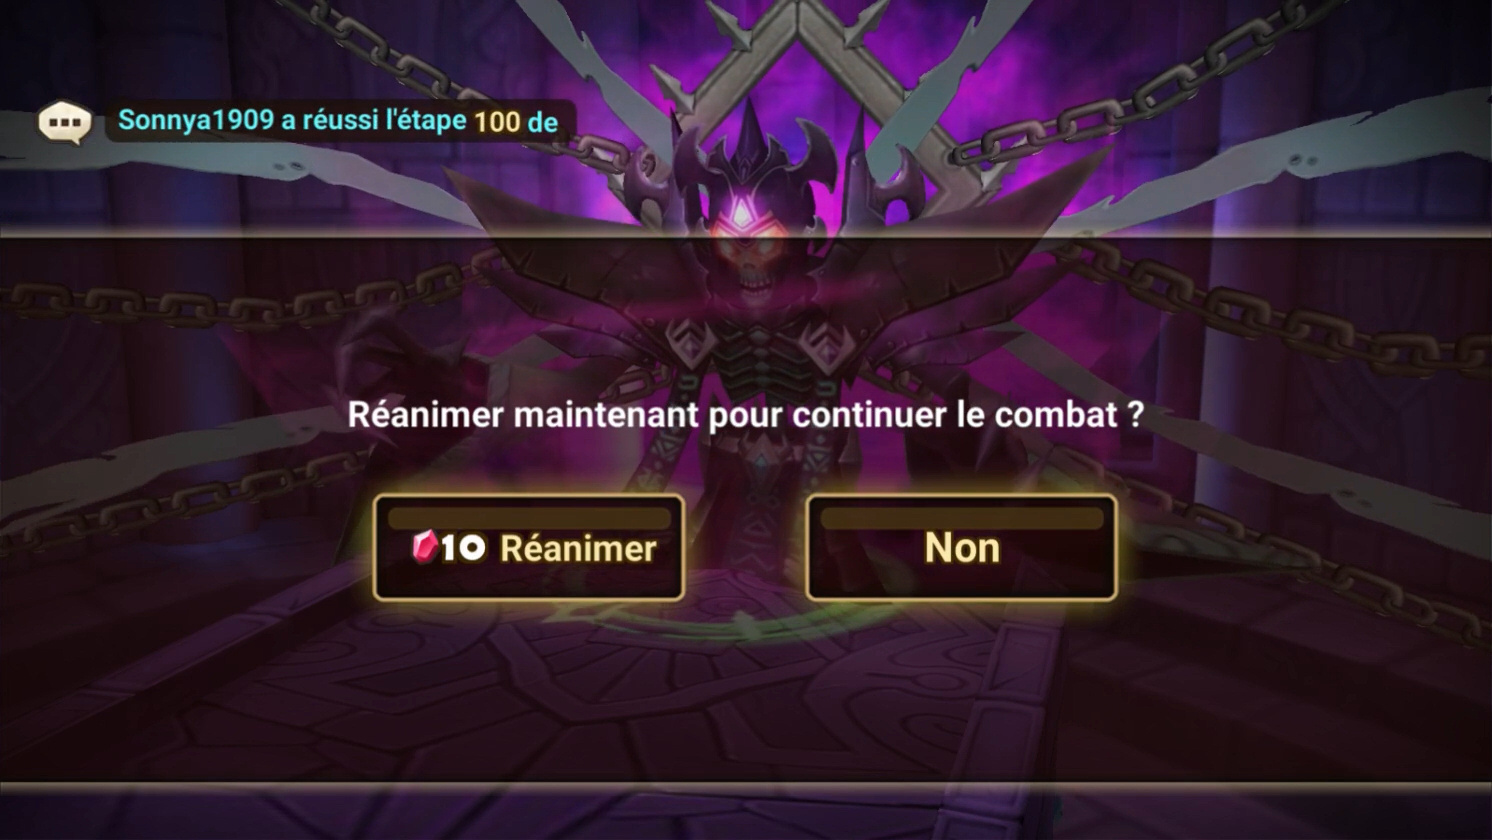 Sonnya1909 a réussi l'étape 100 de
Réanimer maintenant pour continuer le combat ?
10 Réanimer
Non